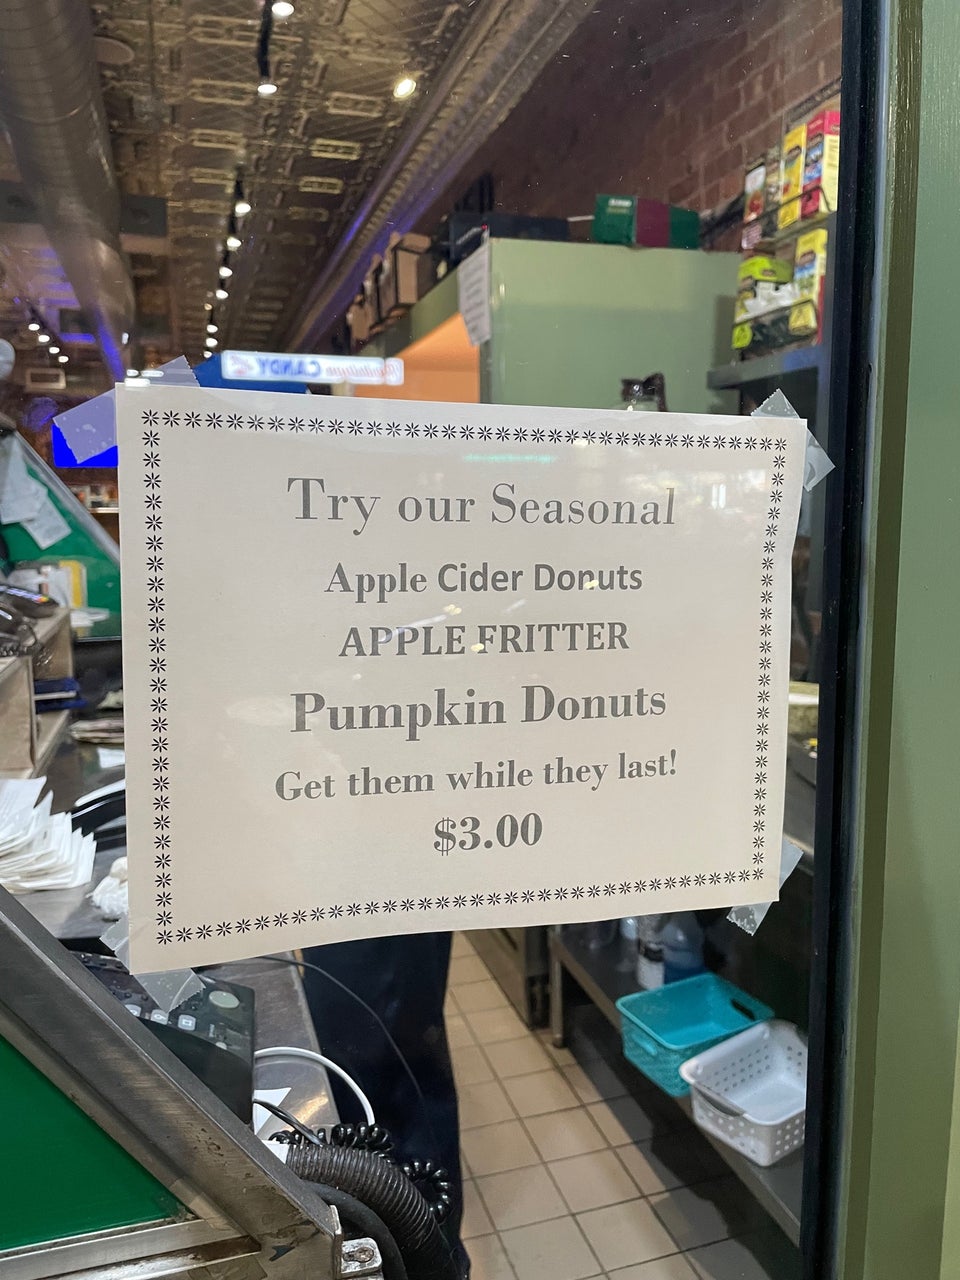 CANDY
Try our Seasonal
Apple Cider Donuts
APPLE FRITTER
Pumpkin Donuts
Get them while they last!
$3.00